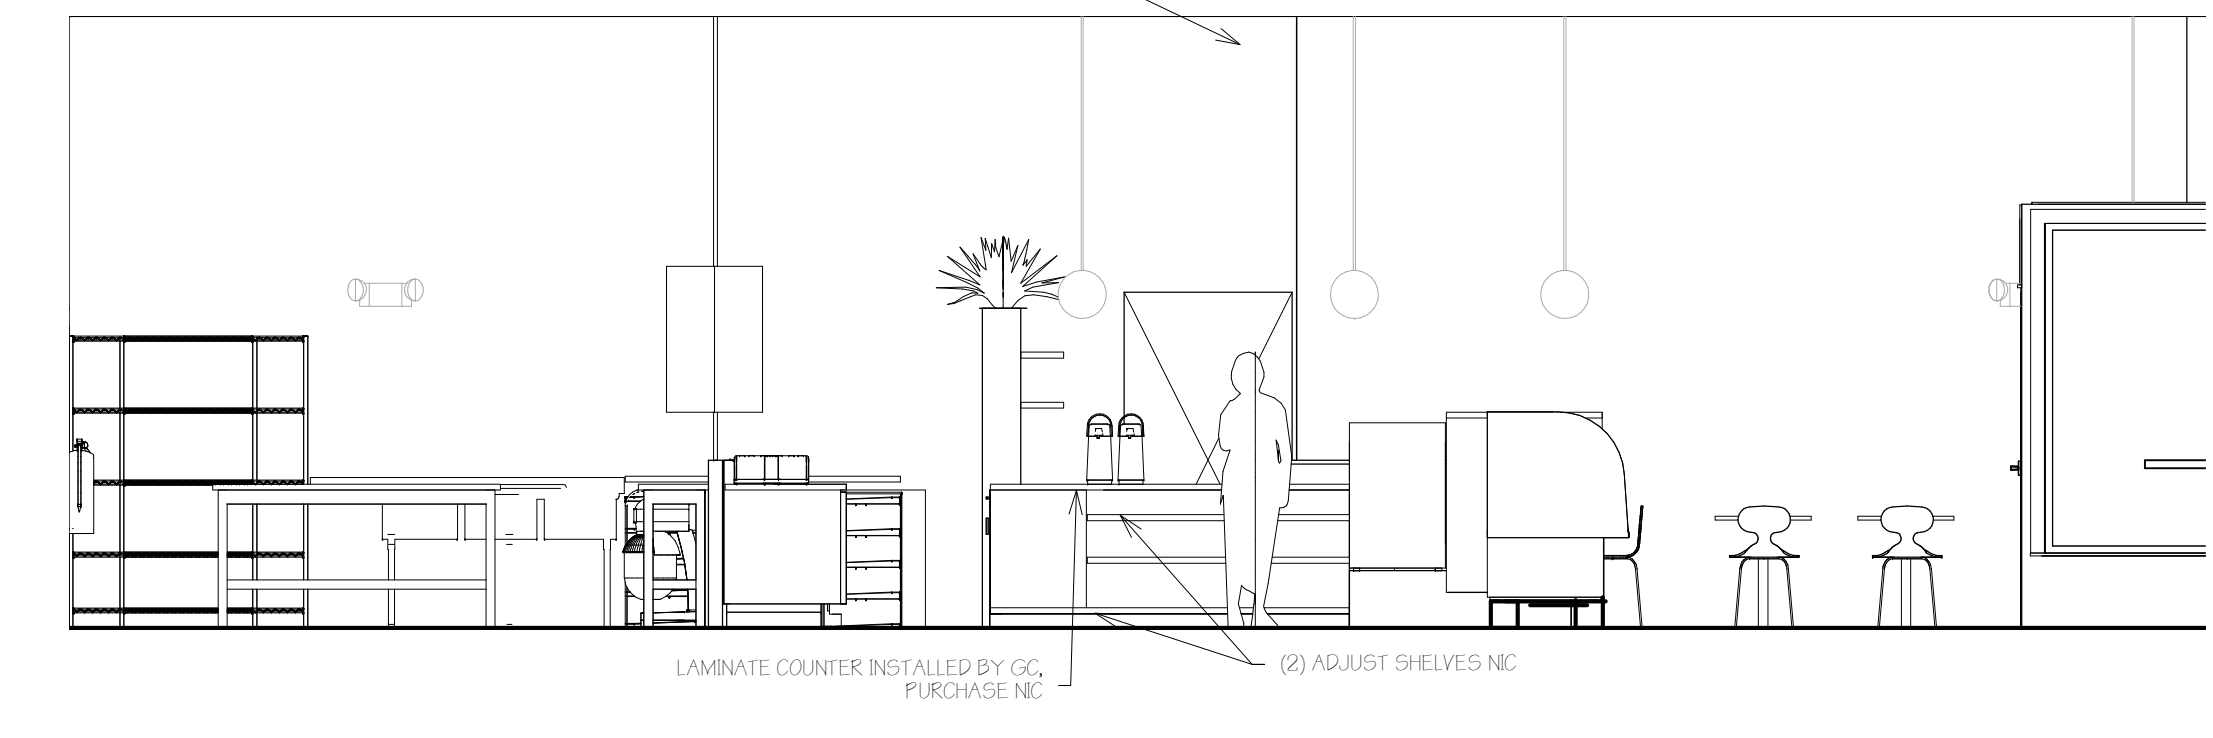 LAMINATE COUNTER INSTALLED BY GC,
PURCHASE NIC
(2) ADJUST SHELVES NIC